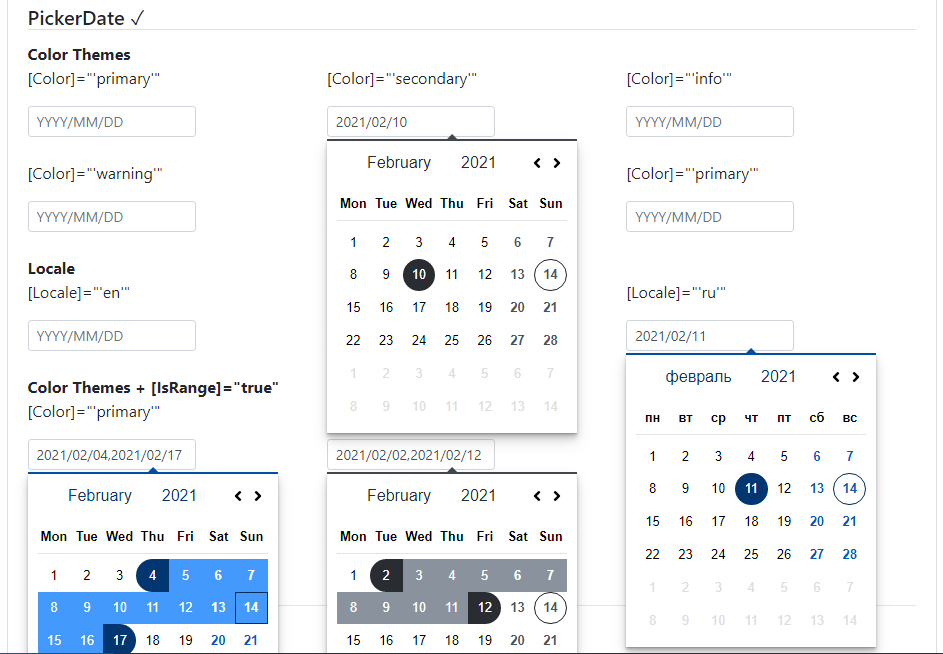 PickerDate ✓
Color Themes
[Color]="'primary'"
YYYY/MM/DD
[Color]="'secondary'"
2021/02/10
February 2021 < >
Mon Tue Wed Thu Fri Sat Sun
1 2 3 4 5 6 7
8 9 10 11 12 13 14
15 16 17 18 19 20 21
22 23 24 25 26 27 28
1 2 3 4 5 6 7
8 9 10 11 12 13 14
[Color]="'info'"
YYYY/MM/DD
[Color]="'warning'"
YYYY/MM/DD
[Color]="'primary'"
YYYY/MM/DD
Locale
[Locale]="'en'"
YYYY/MM/DD
[Locale]="'ru'"
2021/02/11
февраль 2021 < >
пн вт ср чт пт сб вс
1 2 3 4 5 6 7
8 9 10 11 12 13 14
15 16 17 18 19 20 21
22 23 24 25 26 27 28
1 2 3 4 5 6 7
8 9 10 11 12 13 14
Color Themes + [IsRange]="true"
[Color]="'primary'"
2021/02/04,2021/02/17
February 2021 < >
Mon Tue Wed Thu Fri Sat Sun
1 2 3 4 5 6 7
8 9 10 11 12 13 14
15 16 17 18 19 20 21
2021/02/02,2021/02/12
February 2021 < >
Mon Tue Wed Thu Fri Sat Sun
1 2 3 4 5 6 7
8 9 10 11 12 13 14
15 16 17 18 19 20 21